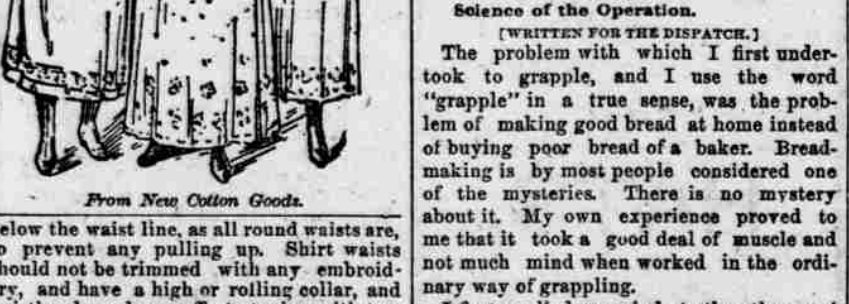 From New Cotton Goods.
elow the waist line, as all round waists are,
o prevent any pulling up. Shirt waists
hould not be trimmed with any embroid-
ry, and have a high or rolling collar, and
Science of the Operation.
[WRITTEN FOR THE DISPATCH.]
The problem with which I first under-
took to grapple, and I use the word
"grapple" in a true sense, was the prob-
lem of making good bread at home instead
of buying poor bread of a baker. Bread-
making is by most people considered one
of the mysteries. There is no mystery
about it. My own experience proved to
me that it took a good deal of muscle and
not much mind when worked in the ordi-
nary way of grappling.